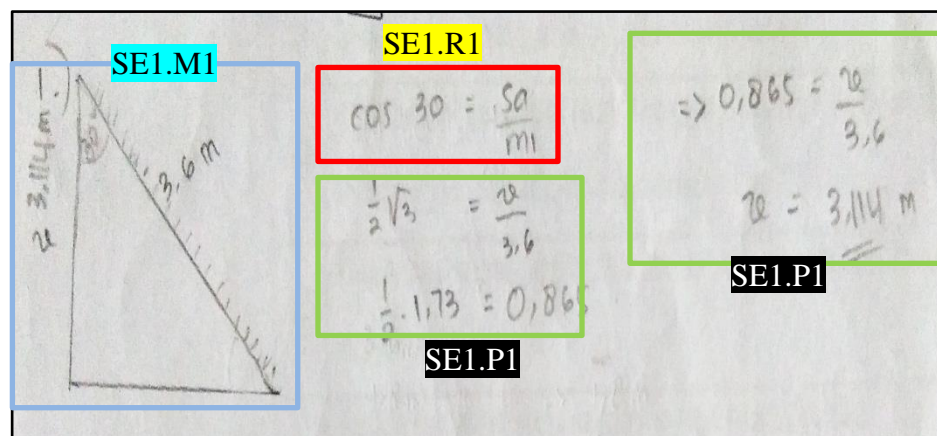 SE1.M1
x 3,114 m
30°
3,6 m
SE1.R1
cos 30 = sa
mi
1/2 √3 = x
3,6
1/2 . 1,73 = 0,865
SE1.P1
=> 0,865 = x
3,6
x = 3,114 m
SE1.P1